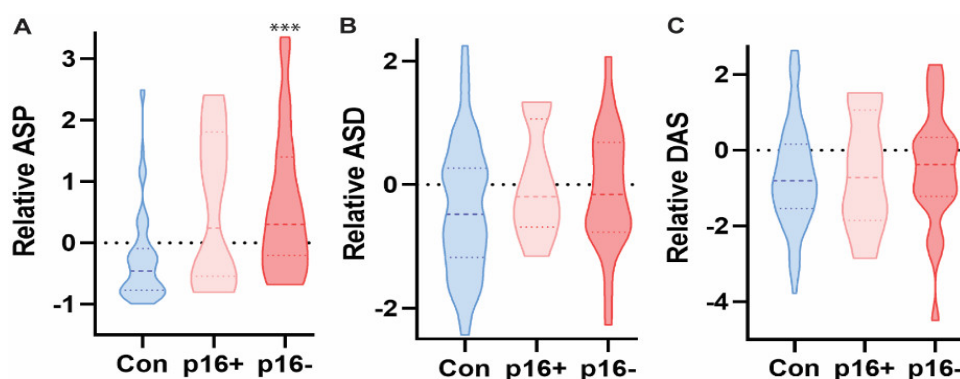 A
Relative ASP
3
2
1
0
-1
***
Con p16+ p16-
B
Relative ASD
2
0
-2
Con p16+ p16-
C
Relative DAS
2
0
-2
-4
Con p16+ p16-